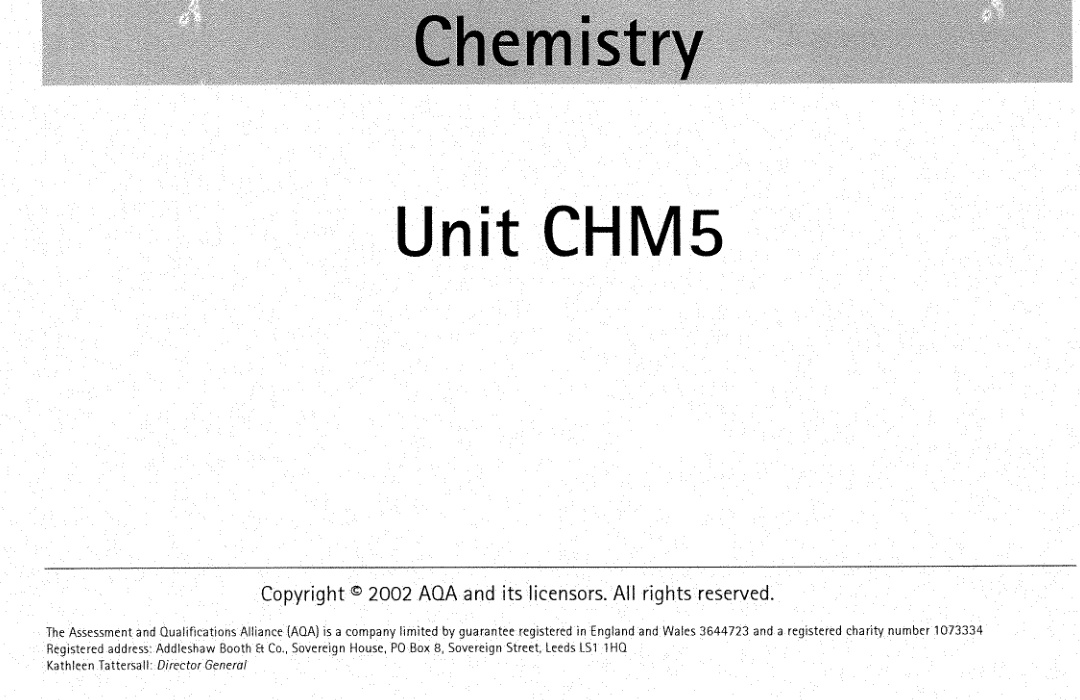 Chemistry
Unit CHM5
Copyright © 2002 AQA and its licensors. All rights reserved.
The Assessment and Qualifications Alliance (AQA) is a company limited by guarantee registered in England and Wales 3644723 and a registered charity number 1073334
Registered address: Addleshaw Booth & Co., Sovereign House, PO Box 8, Sovereign Street, Leeds LS1 1HQ
Kathleen Tattersall: Director General